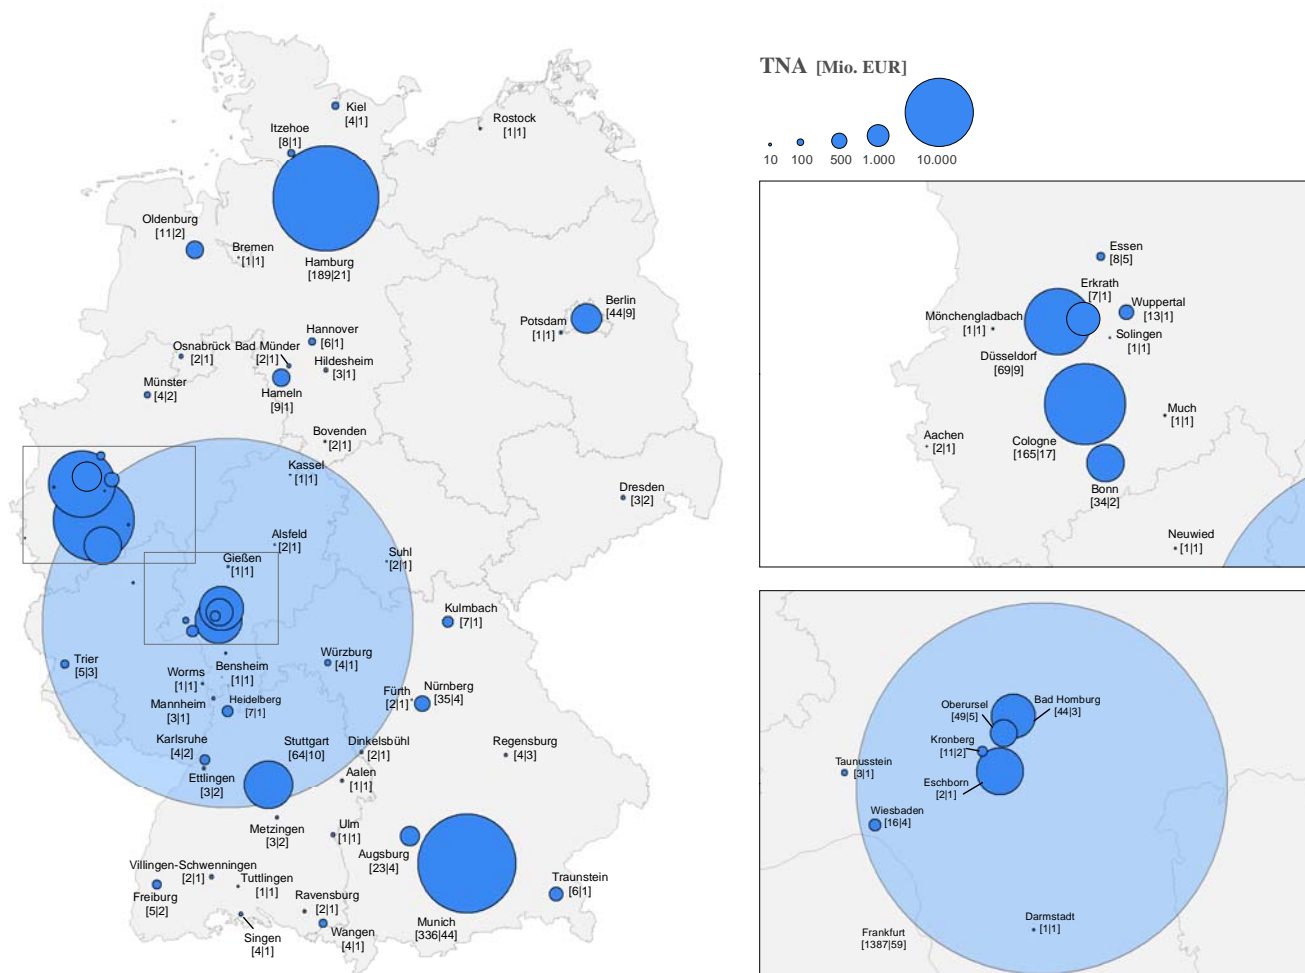 TNA [Mio. EUR]
10
100
500
1.000
10.000
Kiel
[4|1]
Itzehoe
[8|1]
Rostock
[1|1]
Oldenburg
[11|2]
Bremen
[1|1]
Hamburg
[189|21]
Berlin
[44|9]
Potsdam
[1|1]
Hannover
[6|1]
Osnabrück
[2|1]
Bad Münder
[2|1]
Hildesheim
[3|1]
Münster
[4|2]
Hameln
[9|1]
Bovenden
[2|1]
Kassel
[1|1]
Dresden
[3|2]
Alsfeld
[2|1]
Gießen
[1|1]
Suhl
[2|1]
Kulmbach
[7|1]
Trier
[5|3]
Worms
[1|1]
Bensheim
[1|1]
Würzburg
[4|1]
Fürth
[2|1]
Nürnberg
[35|4]
Mannheim
[3|1]
Heidelberg
[7|1]
Karlsruhe
[4|2]
Ettlingen
[3|2]
Stuttgart
[64|10]
Dinkelsbühl
[2|1]
Regensburg
[4|3]
Aalen
[1|1]
Metzingen
[3|2]
Ulm
[1|1]
Augsburg
[23|4]
Villingen-Schwenningen
[2|1]
Tuttlingen
[1|1]
Freiburg
[5|2]
Ravensburg
[2|1]
Singen
[4|1]
Wangen
[4|1]
Munich
[336|44]
Traunstein
[6|1]
Essen
[8|5]
Erkrath
[7|1]
Wuppertal
[13|1]
Mönchengladbach
[1|1]
Solingen
[1|1]
Düsseldorf
[69|9]
Much
[1|1]
Aachen
[2|1]
Cologne
[165|17]
Bonn
[34|2]
Neuwied
[1|1]
Bad Homburg
[44|3]
Oberursel
[49|5]
Kronberg
[11|2]
Taunusstein
[3|1]
Eschborn
[2|1]
Wiesbaden
[16|4]
Darmstadt
[1|1]
Frankfurt
[1387|59]